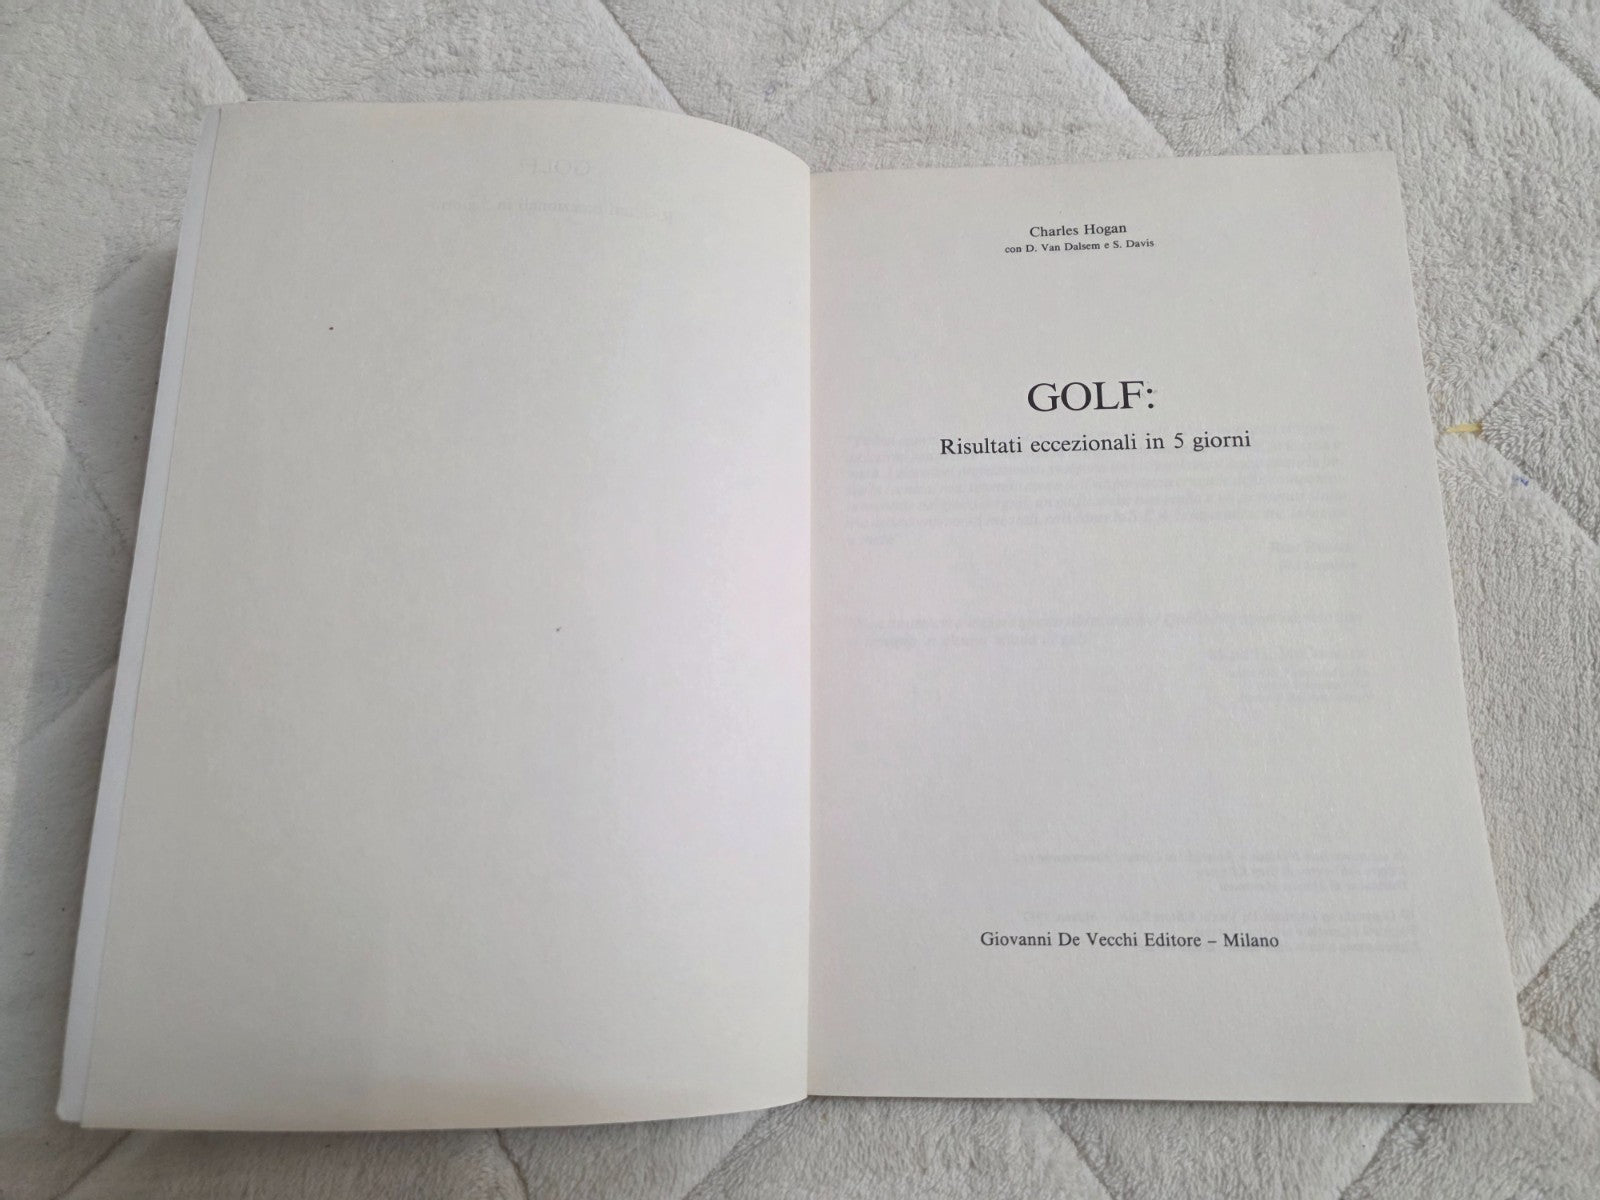 Charles Hogan
con D. Van Dalsem e S. Davis
GOLF:
Risultati eccezionali in 5 giorni
Giovanni De Vecchi Editore – Milano